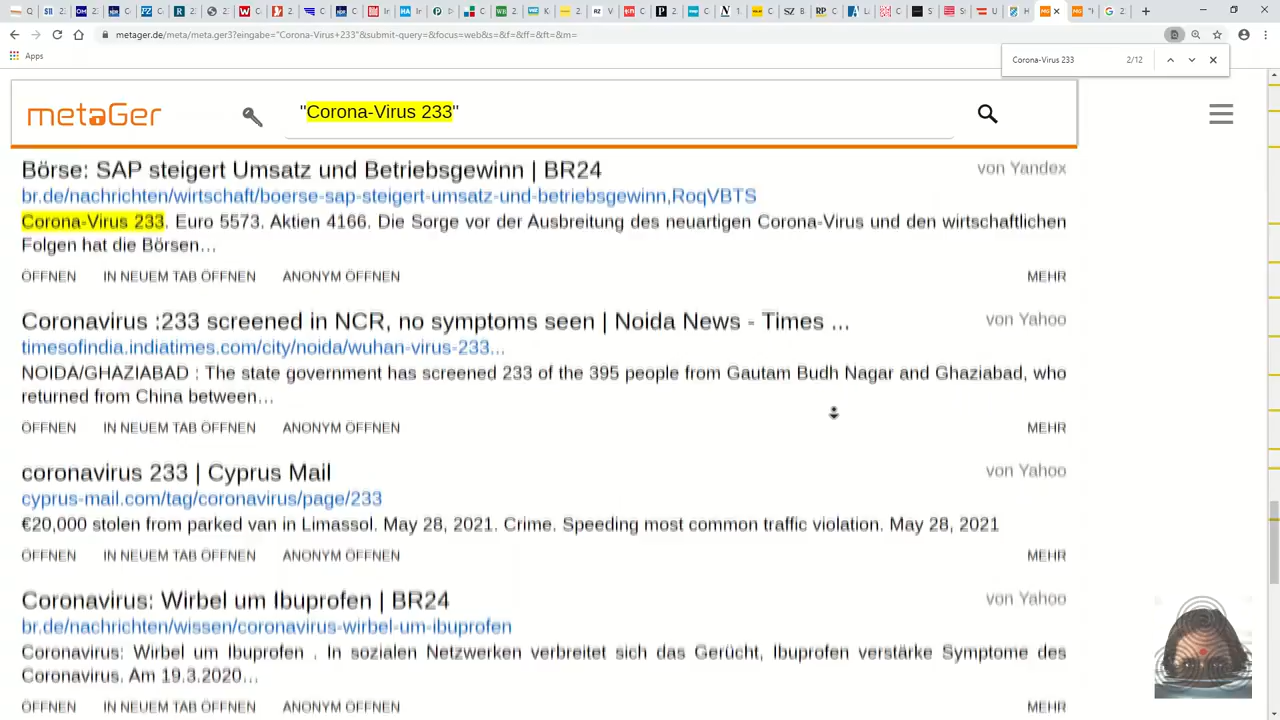 metager.de/meta/meta.ger3?eingabe="Corona-Virus+233"&submit-query=&focus=web&s=&f=&ff=&ft=&m=
Apps
Corona-Virus 233 2/12
metaGer "Corona-Virus 233"
Börse: SAP steigert Umsatz und Betriebsgewinn | BR24 von Yandex
br.de/nachrichten/wirtschaft/boerse-sap-steigert-umsatz-und-betriebsgewinn,RoqVBTS
Corona-Virus 233. Euro 5573. Aktien 4166. Die Sorge vor der Ausbreitung des neuartigen Corona-Virus und den wirtschaftlichen
Folgen hat die Börsen…
ÖFFNEN IN NEUEM TAB ÖFFNEN ANONYM ÖFFNEN MEHR
Coronavirus :233 screened in NCR, no symptoms seen | Noida News - Times ... von Yahoo
timesofindia.indiatimes.com/city/noida/wuhan-virus-233...
NOIDA/GHAZIABAD : The state government has screened 233 of the 395 people from Gautam Budh Nagar and Ghaziabad, who
returned from China between…
ÖFFNEN IN NEUEM TAB ÖFFNEN ANONYM ÖFFNEN MEHR
coronavirus 233 | Cyprus Mail von Yahoo
cyprus-mail.com/tag/coronavirus/page/233
€20,000 stolen from parked van in Limassol. May 28, 2021. Crime. Speeding most common traffic violation. May 28, 2021
ÖFFNEN IN NEUEM TAB ÖFFNEN ANONYM ÖFFNEN MEHR
Coronavirus: Wirbel um Ibuprofen | BR24 von Yahoo
br.de/nachrichten/wissen/coronavirus-wirbel-um-ibuprofen
Coronavirus: Wirbel um Ibuprofen . In sozialen Netzwerken verbreitet sich das Gerücht, Ibuprofen verstärke Symptome des
Coronavirus. Am 19.3.2020…
ÖFFNEN IN NEUEM TAB ÖFFNEN ANONYM ÖFFNEN MEHR